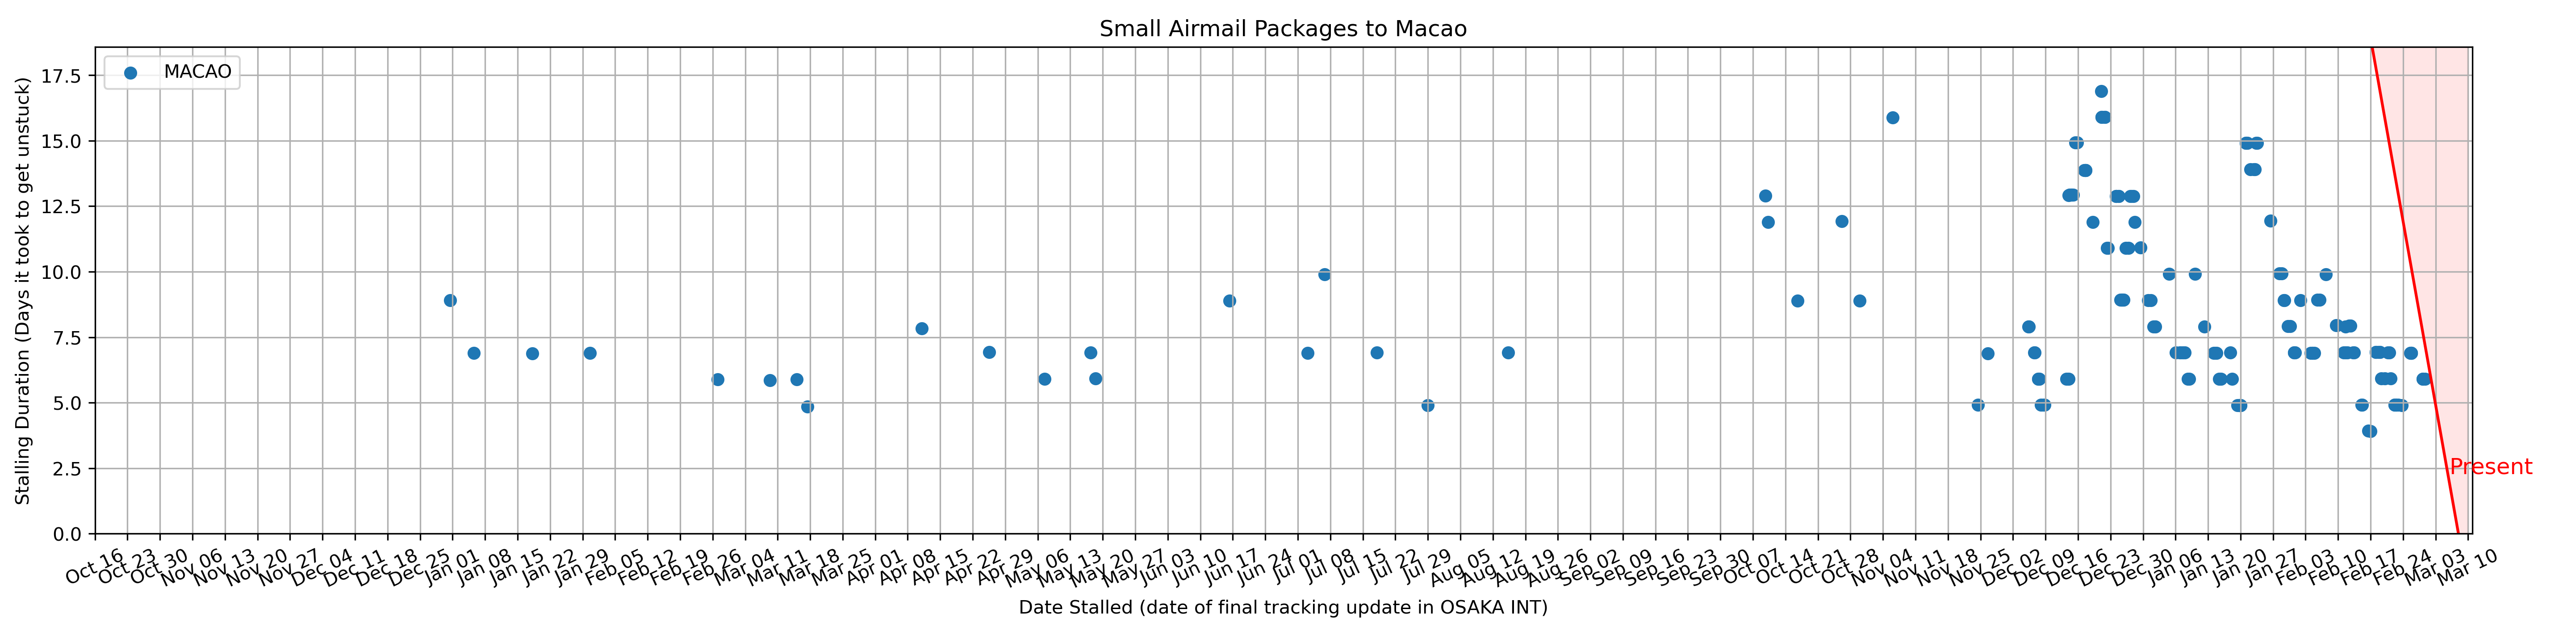 Small Airmail Packages to Macao
MACAO
Stalling Duration (Days it took to get unstuck)
17.5
15.0
12.5
10.0
7.5
5.0
2.5
0.0
Present
Oct 16
Oct 23
Oct 30
Nov 06
Nov 13
Nov 20
Nov 27
Dec 04
Dec 11
Dec 18
Dec 25
Jan 01
Jan 08
Jan 15
Jan 22
Jan 29
Feb 05
Feb 12
Feb 19
Feb 26
Mar 04
Mar 11
Mar 18
Mar 25
Apr 01
Apr 08
Apr 15
Apr 22
Apr 29
May 06
May 13
May 20
May 27
Jun 03
Jun 10
Jun 17
Jun 24
Jul 01
Jul 08
Jul 15
Jul 22
Jul 29
Aug 05
Aug 12
Aug 19
Aug 26
Sep 02
Sep 09
Sep 16
Sep 23
Sep 30
Oct 07
Oct 14
Oct 21
Oct 28
Nov 04
Nov 11
Nov 18
Nov 25
Dec 02
Dec 09
Dec 16
Dec 23
Dec 30
Jan 06
Jan 13
Jan 20
Jan 27
Feb 03
Feb 10
Feb 17
Feb 24
Mar 03
Mar 10
Date Stalled (date of final tracking update in OSAKA INT)